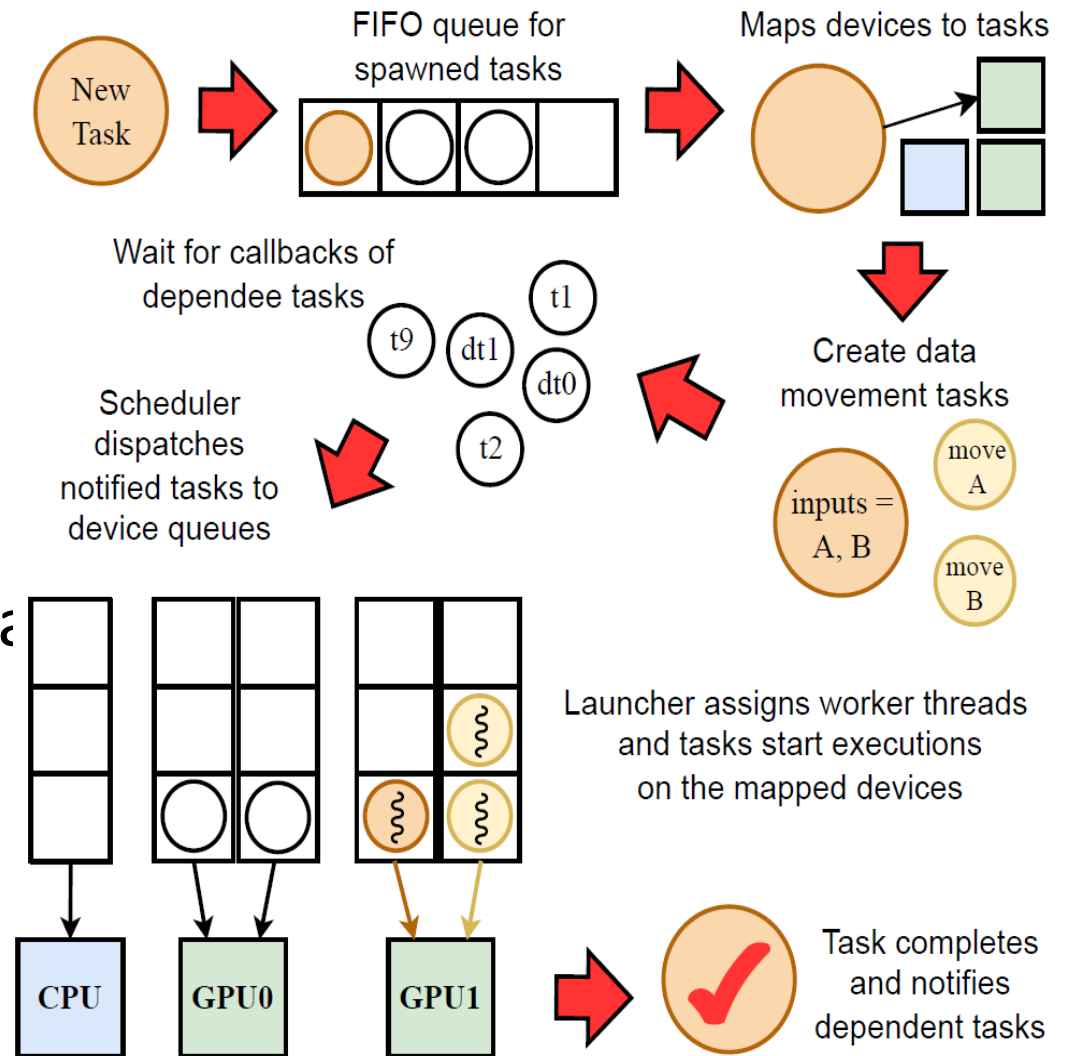 New
Task
FIFO queue for
spawned tasks
Maps devices to tasks
Wait for callbacks of
dependee tasks
t1
t9
dt1
dt0
t2
Create data
movement tasks
inputs =
A, B
move
A
move
B
Scheduler
dispatches
notified tasks to
device queues
a
Launcher assigns worker threads
and tasks start executions
on the mapped devices
CPU
GPU0
GPU1
Task completes
and notifies
dependent tasks